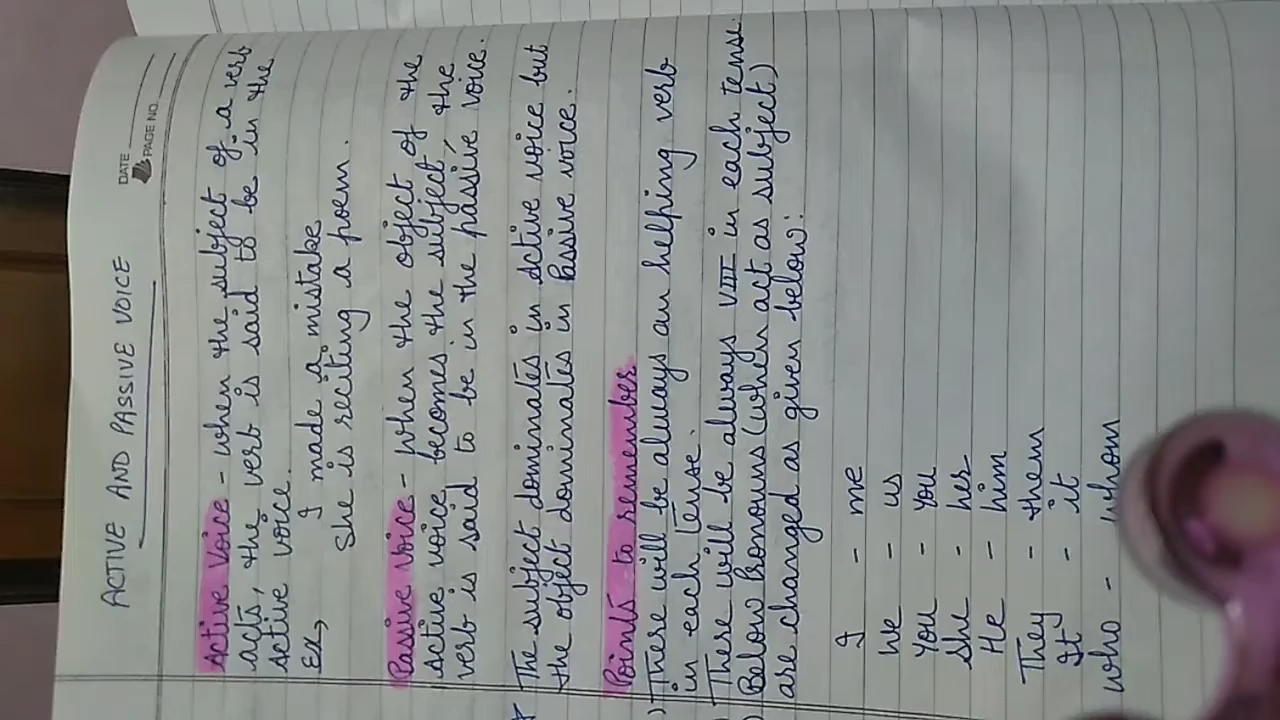 DATE
PAGE NO.
ACTIVE AND PASSIVE VOICE
Active Voice - when the subject of a verb
acts, the verb is said to be in the
active voice.
Ex,
I made a mistake
She is reciting a poem.
Passive Voice - when the object of the
active voice becomes the subject, the
verb is said to be in the passive voice.
The subject dominates in active voice but
the object dominates in Passive voice.
Points to remember
) There will be always an helping verb
in each tense.
) There will be always VIII in each tense.
) Below Pronouns (when act as subject)
are changed as given below:
I - me
we - us
You - you
She - her
He - him
They - them
It - it
who - whom